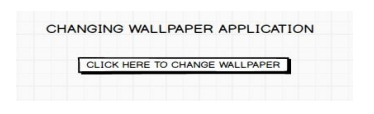 CHANGING WALLPAPER APPLICATION
CLICK HERE TO CHANGE WALLPAPER